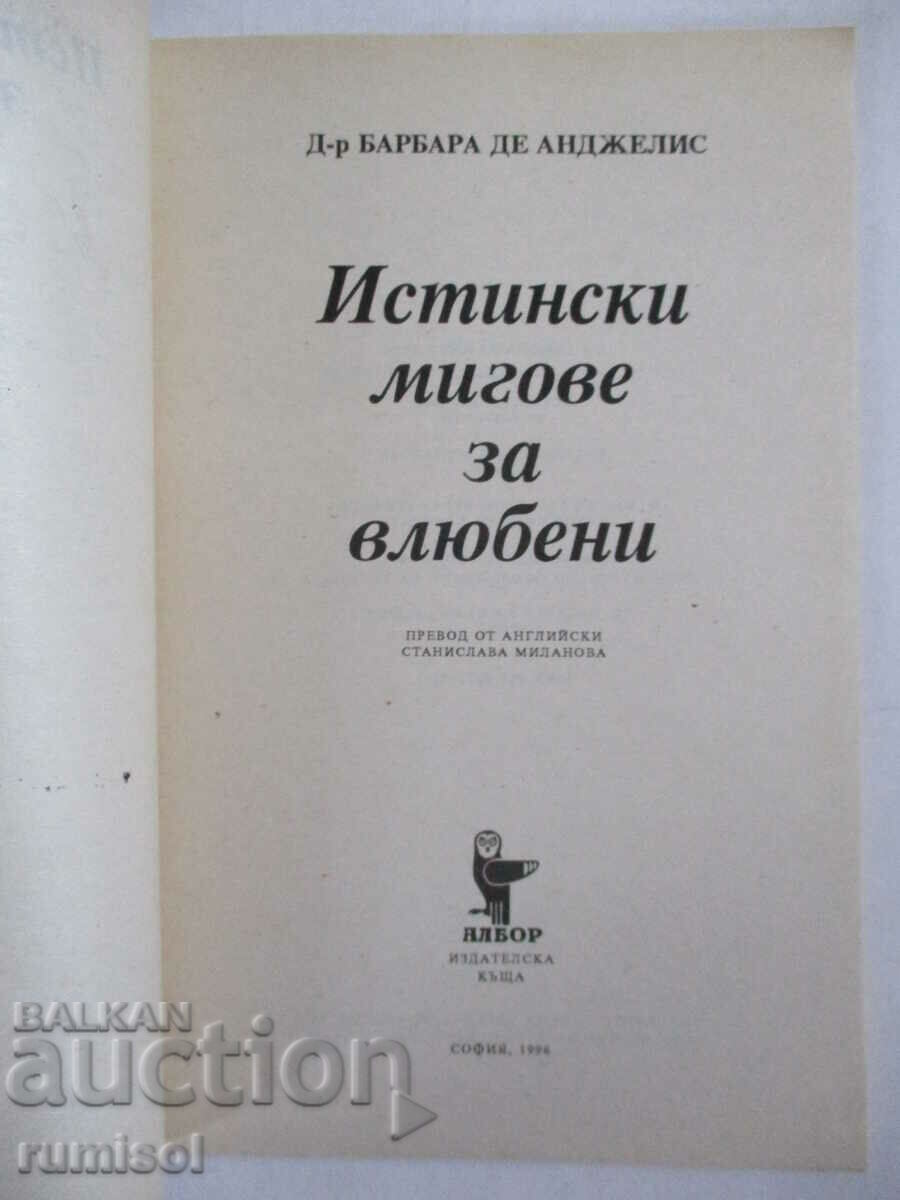 Д-р БАРБАРА ДЕ АНДЖЕЛИС
Истински
мигове
за
влюбени
ПРЕВОД ОТ АНГЛИЙСКИ
СТАНИСЛАВА МИЛАНОВА
АЛБОР
ИЗДАТЕЛСКА
КЪЩА
СОФИЯ, 1996
BALKAN
auction
rumisol